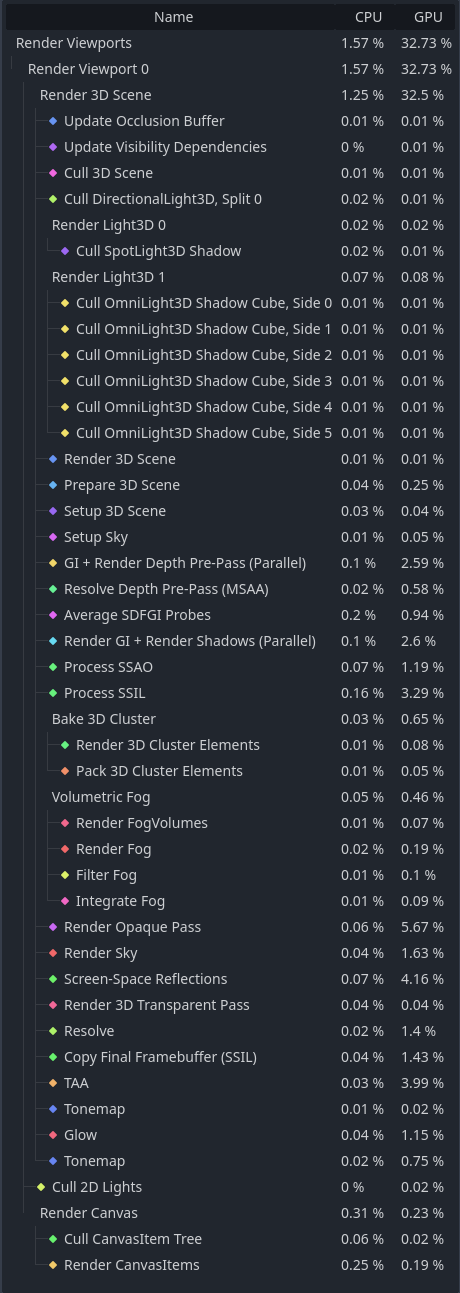 Name CPU GPU
Render Viewports 1.57 % 32.73 %
Render Viewport 0 1.57 % 32.73 %
Render 3D Scene 1.25 % 32.5 %
Update Occlusion Buffer 0.01 % 0.01 %
Update Visibility Dependencies 0 % 0.01 %
Cull 3D Scene 0.01 % 0.01 %
Cull DirectionalLight3D, Split 0 0.02 % 0.01 %
Render Light3D 0 0.02 % 0.02 %
Cull SpotLight3D Shadow 0.02 % 0.01 %
Render Light3D 1 0.07 % 0.08 %
Cull OmniLight3D Shadow Cube, Side 0 0.01 % 0.01 %
Cull OmniLight3D Shadow Cube, Side 1 0.01 % 0.01 %
Cull OmniLight3D Shadow Cube, Side 2 0.01 % 0.01 %
Cull OmniLight3D Shadow Cube, Side 3 0.01 % 0.01 %
Cull OmniLight3D Shadow Cube, Side 4 0.01 % 0.01 %
Cull OmniLight3D Shadow Cube, Side 5 0.01 % 0.01 %
Render 3D Scene 0.01 % 0.01 %
Prepare 3D Scene 0.04 % 0.25 %
Setup 3D Scene 0.03 % 0.04 %
Setup Sky 0.01 % 0.05 %
GI + Render Depth Pre-Pass (Parallel) 0.1 % 2.59 %
Resolve Depth Pre-Pass (MSAA) 0.02 % 0.58 %
Average SDFGI Probes 0.2 % 0.94 %
Render GI + Render Shadows (Parallel) 0.1 % 2.6 %
Process SSAO 0.07 % 1.19 %
Process SSIL 0.16 % 3.29 %
Bake 3D Cluster 0.03 % 0.65 %
Render 3D Cluster Elements 0.01 % 0.08 %
Pack 3D Cluster Elements 0.01 % 0.05 %
Volumetric Fog 0.05 % 0.46 %
Render FogVolumes 0.01 % 0.07 %
Render Fog 0.02 % 0.19 %
Filter Fog 0.01 % 0.1 %
Integrate Fog 0.01 % 0.09 %
Render Opaque Pass 0.06 % 5.67 %
Render Sky 0.04 % 1.63 %
Screen-Space Reflections 0.07 % 4.16 %
Render 3D Transparent Pass 0.04 % 0.04 %
Resolve 0.02 % 1.4 %
Copy Final Framebuffer (SSIL) 0.04 % 1.43 %
TAA 0.03 % 3.99 %
Tonemap 0.01 % 0.02 %
Glow 0.04 % 1.15 %
Tonemap 0.02 % 0.75 %
Cull 2D Lights 0 % 0.02 %
Render Canvas 0.31 % 0.23 %
Cull CanvasItem Tree 0.06 % 0.02 %
Render CanvasItems 0.25 % 0.19 %